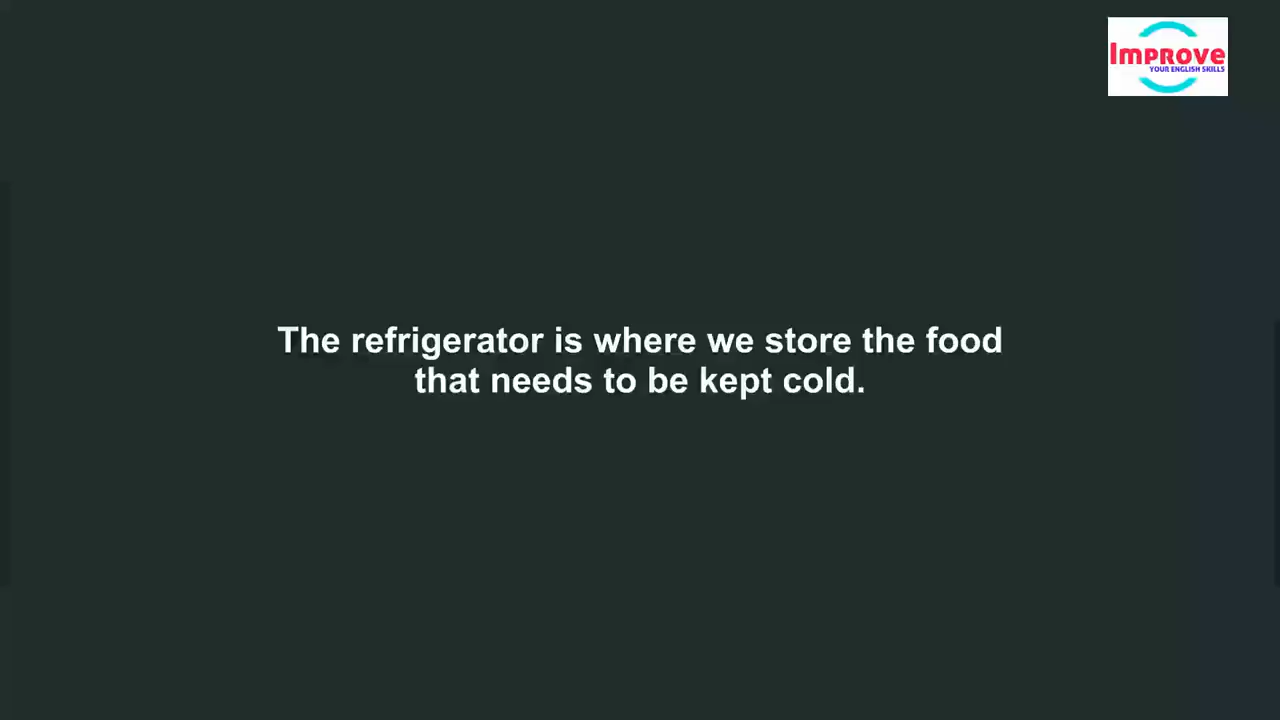 Improve
YOUR ENGLISH SKILLS
The refrigerator is where we store the food
that needs to be kept cold.